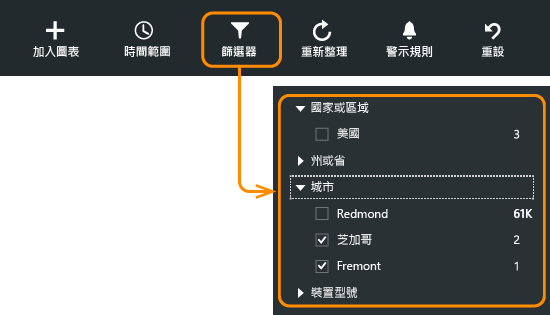 加入圖表 時間範圍 篩選器 重新整理 警示規則 重設
國家或區域
美國 3
州或省
城市
Redmond 61K
芝加哥 2
Fremont 1
裝置型號